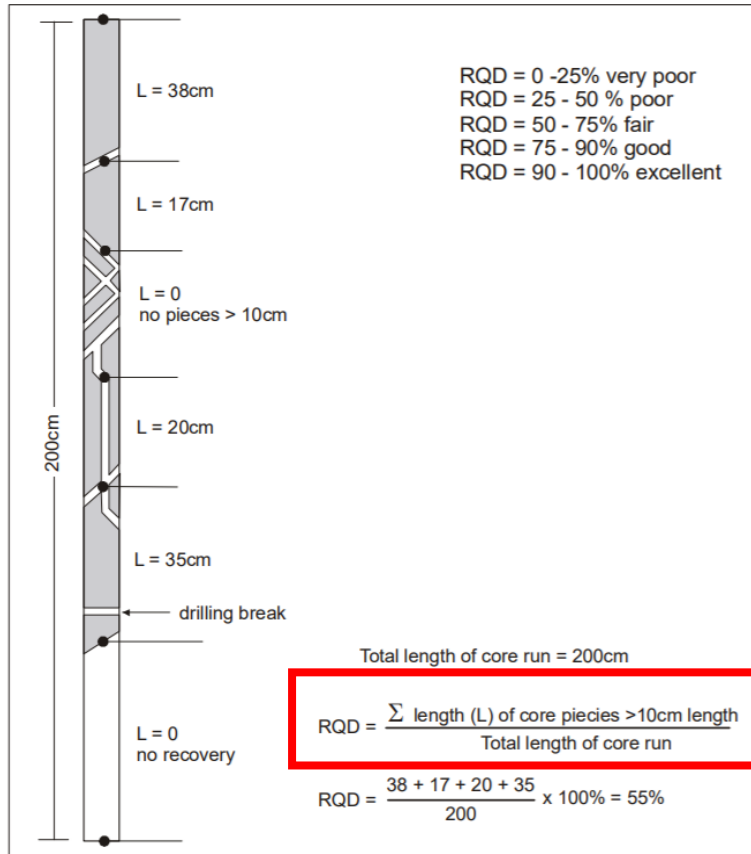 L = 38cm
RQD = 0 -25% very poor
RQD = 25 - 50 % poor
RQD = 50 - 75% fair
RQD = 75 - 90% good
RQD = 90 - 100% excellent
L = 17cm
L = 0
no pieces > 10cm
200cm
L = 20cm
L = 35cm
drilling break
Total length of core run = 200cm
RQD = Σ length (L) of core piecies >10cm length
Total length of core run
L = 0
no recovery
RQD = 38 + 17 + 20 + 35 x 100% = 55%
200